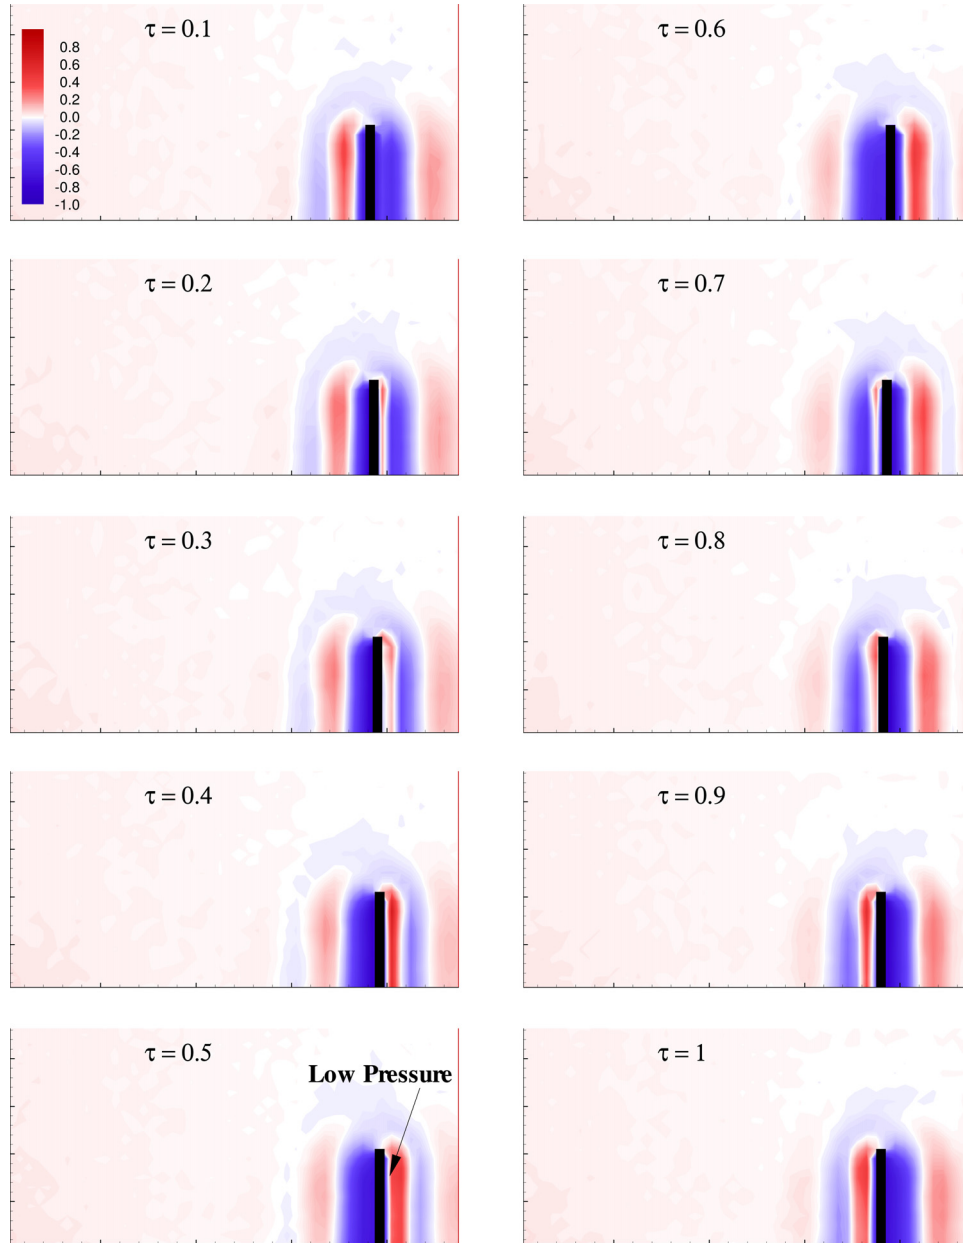 τ = 0.1
0.8
0.6
0.4
0.2
0.0
-0.2
-0.4
-0.6
-0.8
-1.0
τ = 0.6
τ = 0.2
τ = 0.7
τ = 0.3
τ = 0.8
τ = 0.4
τ = 0.9
τ = 0.5
Low Pressure
τ = 1